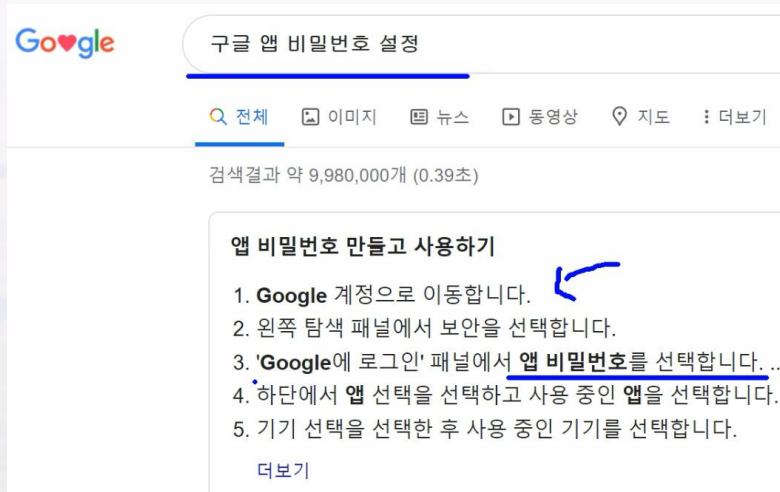 Google
구글 앱 비밀번호 설정
전체 이미지 뉴스 동영상 지도 더보기
검색결과 약 9,980,000개 (0.39초)
앱 비밀번호 만들고 사용하기
1. Google 계정으로 이동합니다.
2. 왼쪽 탐색 패널에서 보안을 선택합니다.
3. 'Google에 로그인' 패널에서 앱 비밀번호를 선택합니다. ..
4. 하단에서 앱 선택을 선택하고 사용 중인 앱을 선택합니다.
5. 기기 선택을 선택한 후 사용 중인 기기를 선택합니다.
더보기